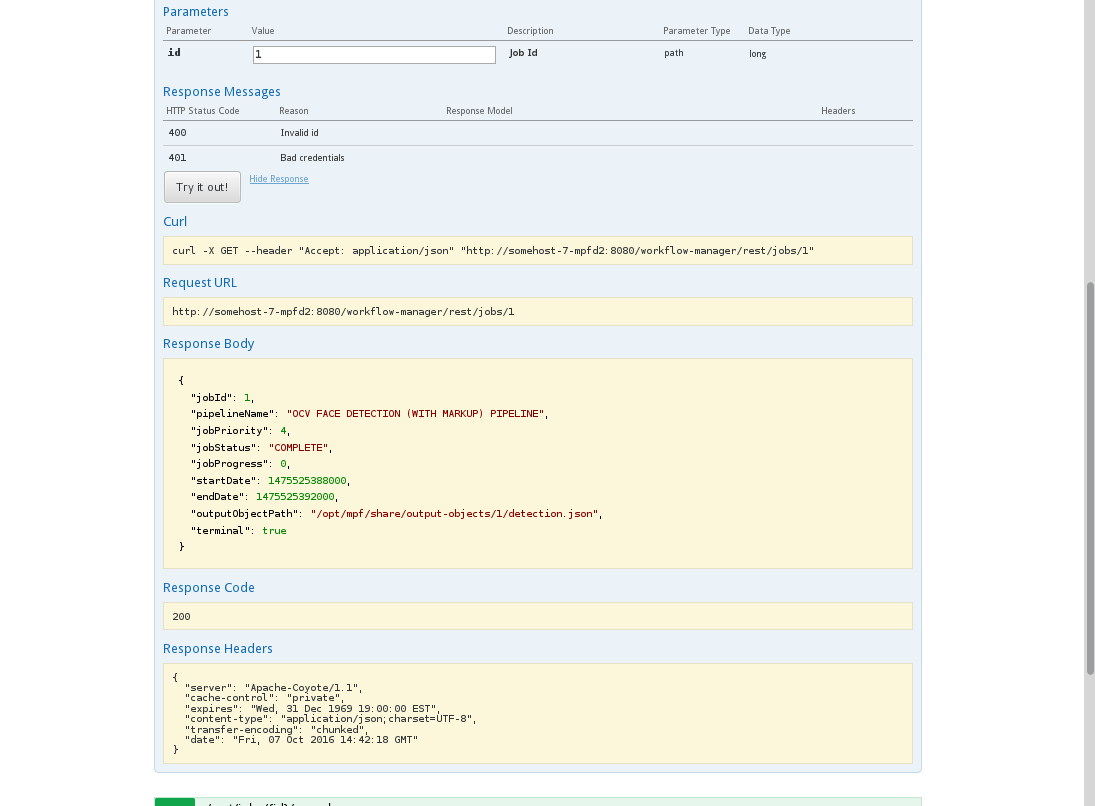 Parameters
Parameter Value Description Parameter Type Data Type
id 1 Job Id path long
Response Messages
HTTP Status Code Reason Response Model Headers
400 Invalid id
401 Bad credentials
Try it out! Hide Response
Curl
curl -X GET --header "Accept: application/json" "http://somehost-7-mpfd2:8080/workflow-manager/rest/jobs/1"
Request URL
http://somehost-7-mpfd2:8080/workflow-manager/rest/jobs/1
Response Body
{
"jobId": 1,
"pipelineName": "OCV FACE DETECTION (WITH MARKUP) PIPELINE",
"jobPriority": 4,
"jobStatus": "COMPLETE",
"jobProgress": 0,
"startDate": 1475525388000,
"endDate": 1475525392000,
"outputObjectPath": "/opt/mpf/share/output-objects/1/detection.json",
"terminal": true
}
Response Code
200
Response Headers
{
"server": "Apache-Coyote/1.1",
"cache-control": "private",
"expires": "Wed, 31 Dec 1969 19:00:00 EST",
"content-type": "application/json;charset=UTF-8",
"transfer-encoding": "chunked",
"date": "Fri, 07 Oct 2016 14:42:18 GMT"
}